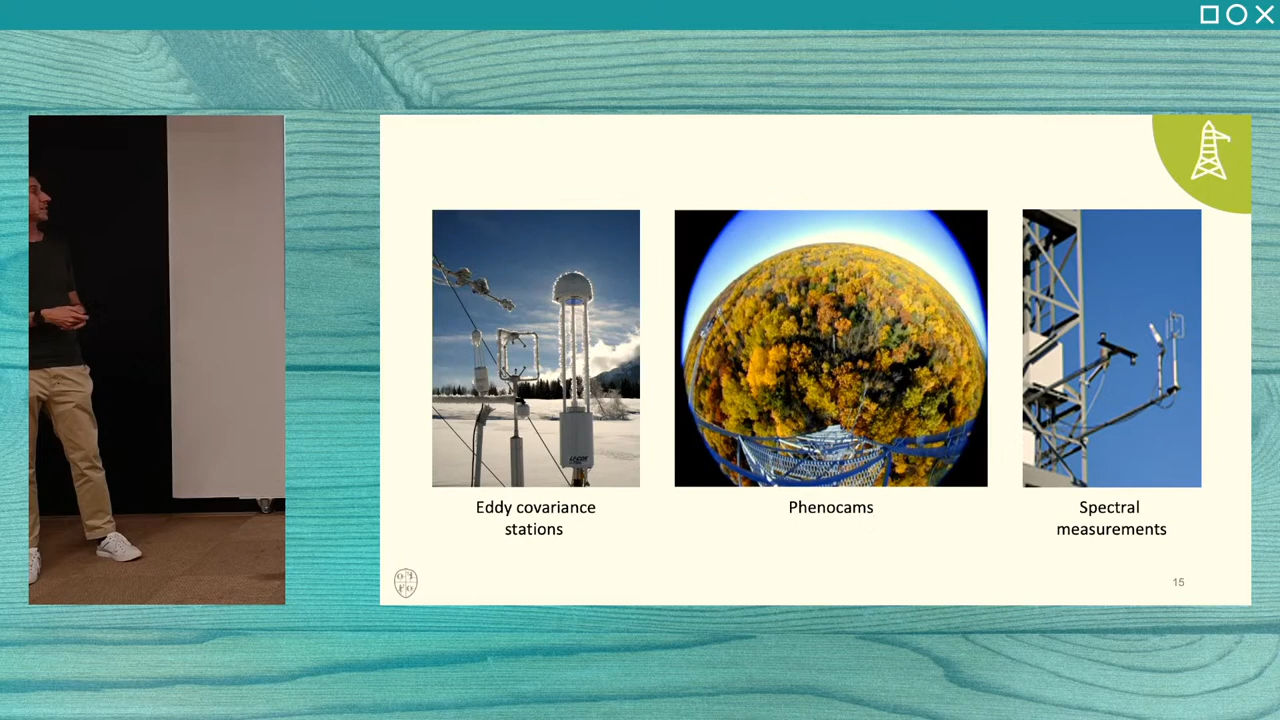 Eddy covariance
stations
Phenocams
Spectral
measurements
15